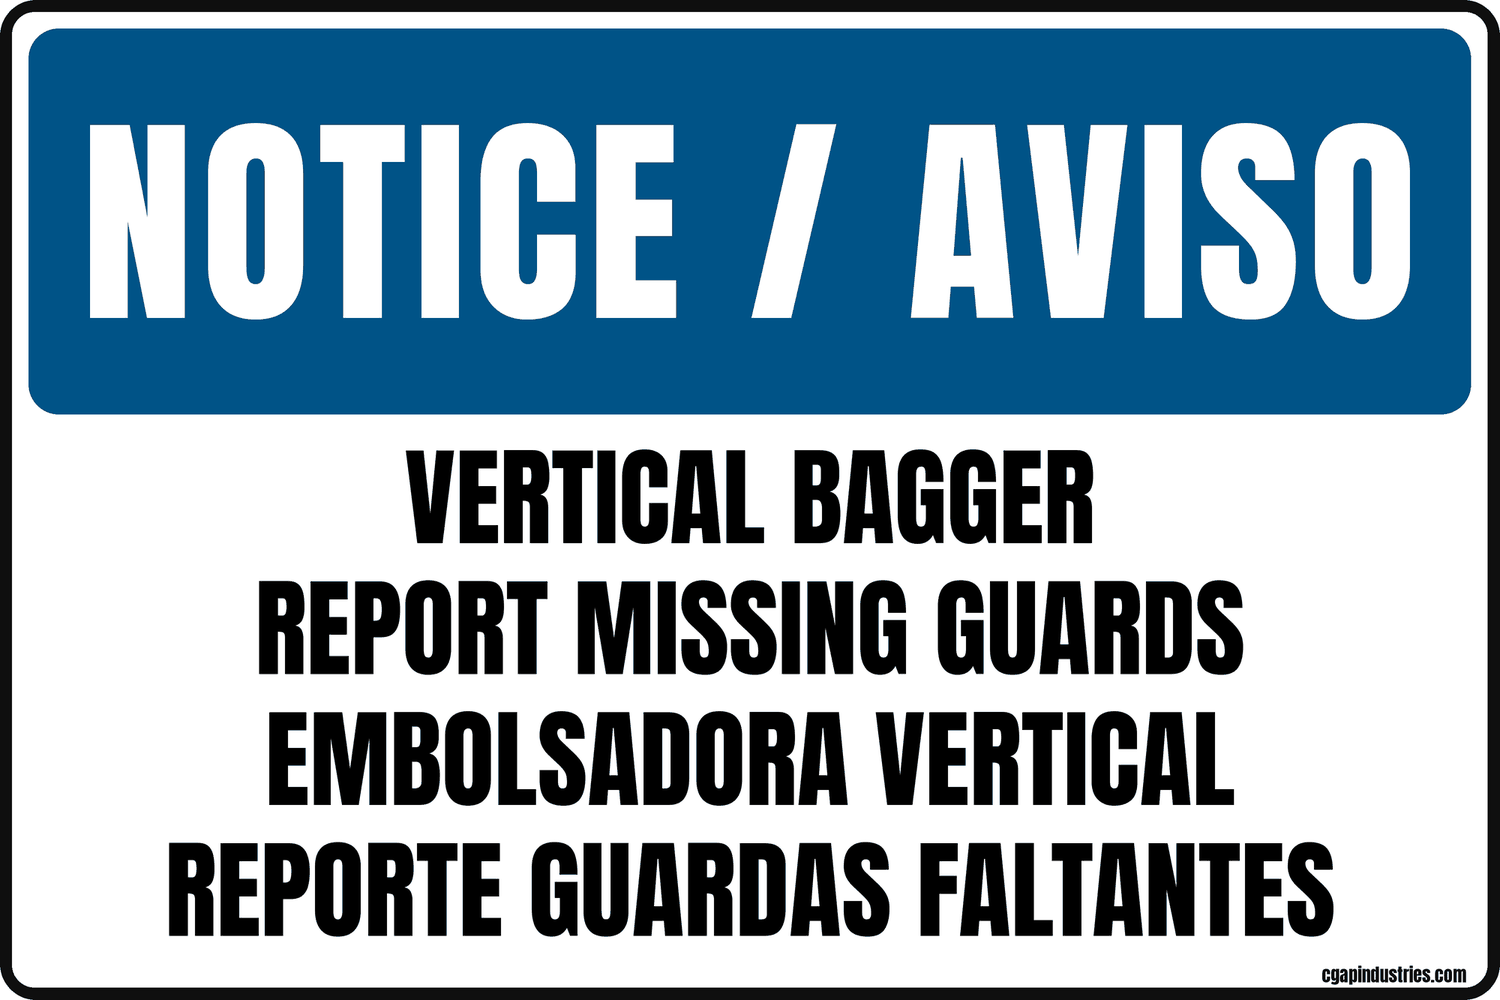 NOTICE / AVISO
VERTICAL BAGGER
REPORT MISSING GUARDS
EMBOLSADORA VERTICAL
REPORTE GUARDAS FALTANTES
cgapindustries.com